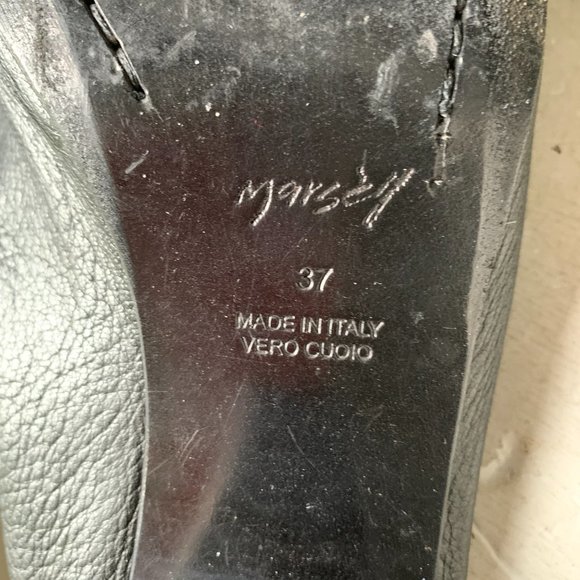 Marsèll
37
MADE IN ITALY
VERO CUOIO